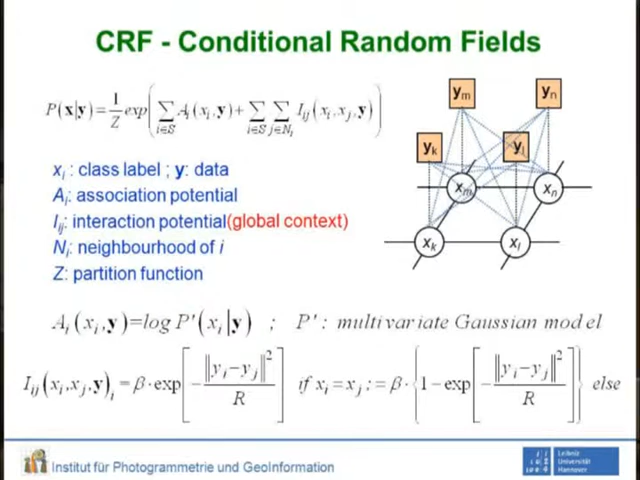 CRF - Conditional Random Fields
P(x|y) = 1/Z exp( ∑_{i∈S} A_i(x_i, y) + ∑_{i∈S} ∑_{j∈N_i} I_ij(x_i, x_j, y) )
x_i : class label ; y: data
A_i: association potential
I_ij: interaction potential(global context)
N_i: neighbourhood of i
Z: partition function
y_m
y_n
y_k
y_l
x_m
x_n
x_k
x_l
A_i(x_i, y)=log P'(x_i|y) ; P' : multivariate Gaussian model
I_ij(x_i, x_j, y)_i = β·exp[ -‖y_i-y_j‖²/R ] if x_i = x_j ; = β·{1-exp[ -‖y_i-y_j‖²/R ]} else
Institut für Photogrammetrie und GeoInformation
Leibniz
Universität
Hannover